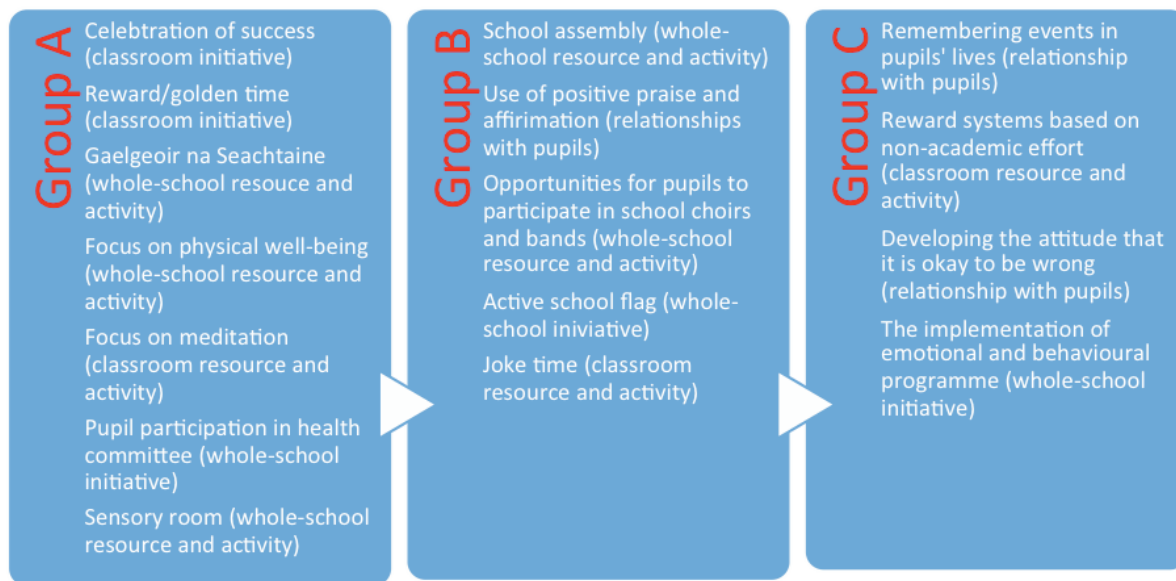 Group A
Celebtration of success
(classroom initiative)
Reward/golden time
(classroom initiative)
Gaelgeoir na Seachtaine
(whole-school resouce and
activity)
Focus on physical well-being
(whole-school resource and
activity)
Focus on meditation
(classroom resource and
activity)
Pupil participation in health
committee (whole-school
initiative)
Sensory room (whole-school
resource and activity)
Group B
School assembly (whole-
school resource and activity)
Use of positive praise and
affirimation (relationships
with pupils)
Opportunities for pupils to
participate in school choirs
and bands (whole-school
resource and activity)
Active school flag (whole-
school iniviative)
Joke time (classroom
resource and activity)
Group C
Remembering events in
pupils' lives (relationship
with pupils)
Reward systems based on
non-academic effort
(classroom resource and
activity)
Developing the attitude that
it is okay to be wrong
(relationship with pupils)
The implementation of
emotional and behavioural
programme (whole-school
initiative)